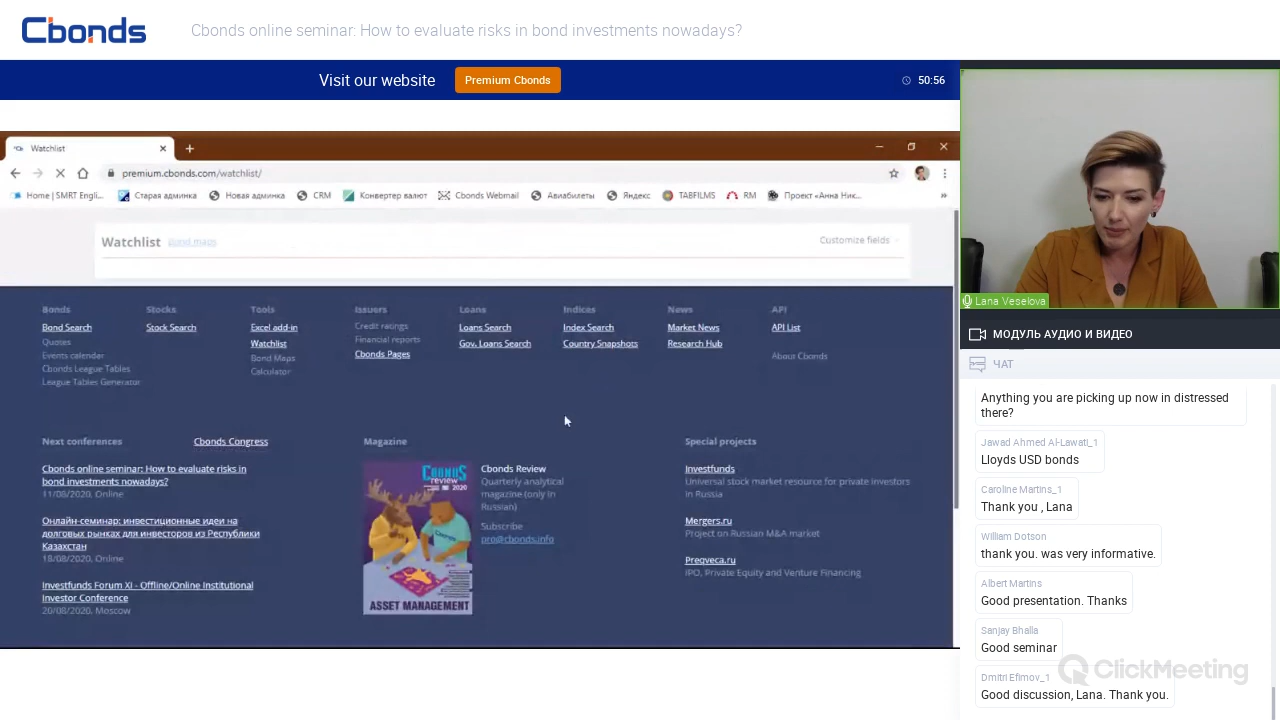 Cbonds
Cbonds online seminar: How to evaluate risks in bond investments nowadays?
Visit our website
Premium Cbonds
50:56
Watchlist
premium.cbonds.com/watchlist/
Home | SMRT Engli...
Старая админка
Новая админка
CRM
Конвертер валют
Cbonds Webmail
Авиабилеты
Яндекс
TABFILMS
RM
Проект «Анна Ник...
Watchlist
Bond maps
Customize fields
Bonds
Bond Search
Quotes
Events calendar
Cbonds League Tables
League Tables Generator
Stocks
Stock Search
Tools
Excel add-in
Watchlist
Bond Maps
Calculator
Issuers
Credit ratings
Financial reports
Cbonds Pages
Loans
Loans Search
Gov. Loans Search
Indices
Index Search
Country Snapshots
News
Market News
Research Hub
API
API List
About Cbonds
Next conferences
Cbonds Congress
Cbonds online seminar: How to evaluate risks in
bond investments nowadays?
11/08/2020, Online
Онлайн-семинар: инвестиционные идеи на
долговых рынках для инвесторов из Республики
Казахстан
18/08/2020, Online
Investfunds Forum XI - Offline/Online Institutional
Investor Conference
20/08/2020, Moscow
Magazine
Cbonds
review
2020
ASSET MANAGEMENT
Cbonds Review
Quarterly analytical
magazine (only in
Russian)
Subscribe
pro@cbonds.info
Special projects
Investfunds
Universal stock market resource for private investors
in Russia
Mergers.ru
Project on Russian M&A market
Preqveca.ru
IPO, Private Equity and Venture Financing
Lana Veselova
МОДУЛЬ АУДИО И ВИДЕО
ЧАТ
Anything you are picking up now in distressed
there?
Jawad Ahmed Al-Lawati_1
Lloyds USD bonds
Caroline Martins_1
Thank you , Lana
William Dotson
thank you. was very informative.
Albert Martins
Good presentation. Thanks
Sanjay Bhalla
Good seminar
Dmitri Efimov_1
Good discussion, Lana. Thank you.
ClickMeeting